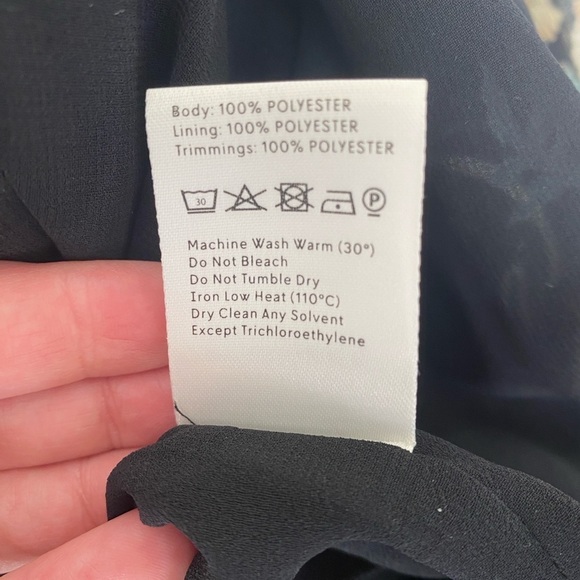 Body: 100% POLYESTER
Lining: 100% POLYESTER
Trimmings: 100% POLYESTER
30 P
Machine Wash Warm (30°)
Do Not Bleach
Do Not Tumble Dry
Iron Low Heat (110°C)
Dry Clean Any Solvent
Except Trichloroethylene